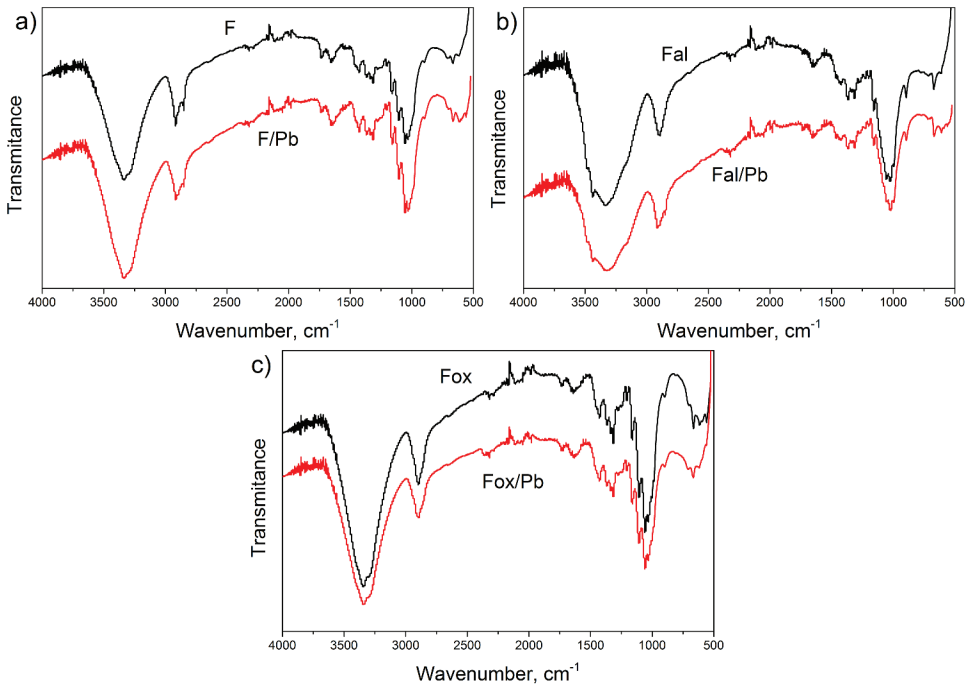 a)
F
F/Pb
Transmitance
4000 3500 3000 2500 2000 1500 1000 500
Wavenumber, cm-1
b)
Fal
Fal/Pb
Transmitance
4000 3500 3000 2500 2000 1500 1000 500
Wavenumber, cm-1
c)
Fox
Fox/Pb
Transmitance
4000 3500 3000 2500 2000 1500 1000 500
Wavenumber, cm-1